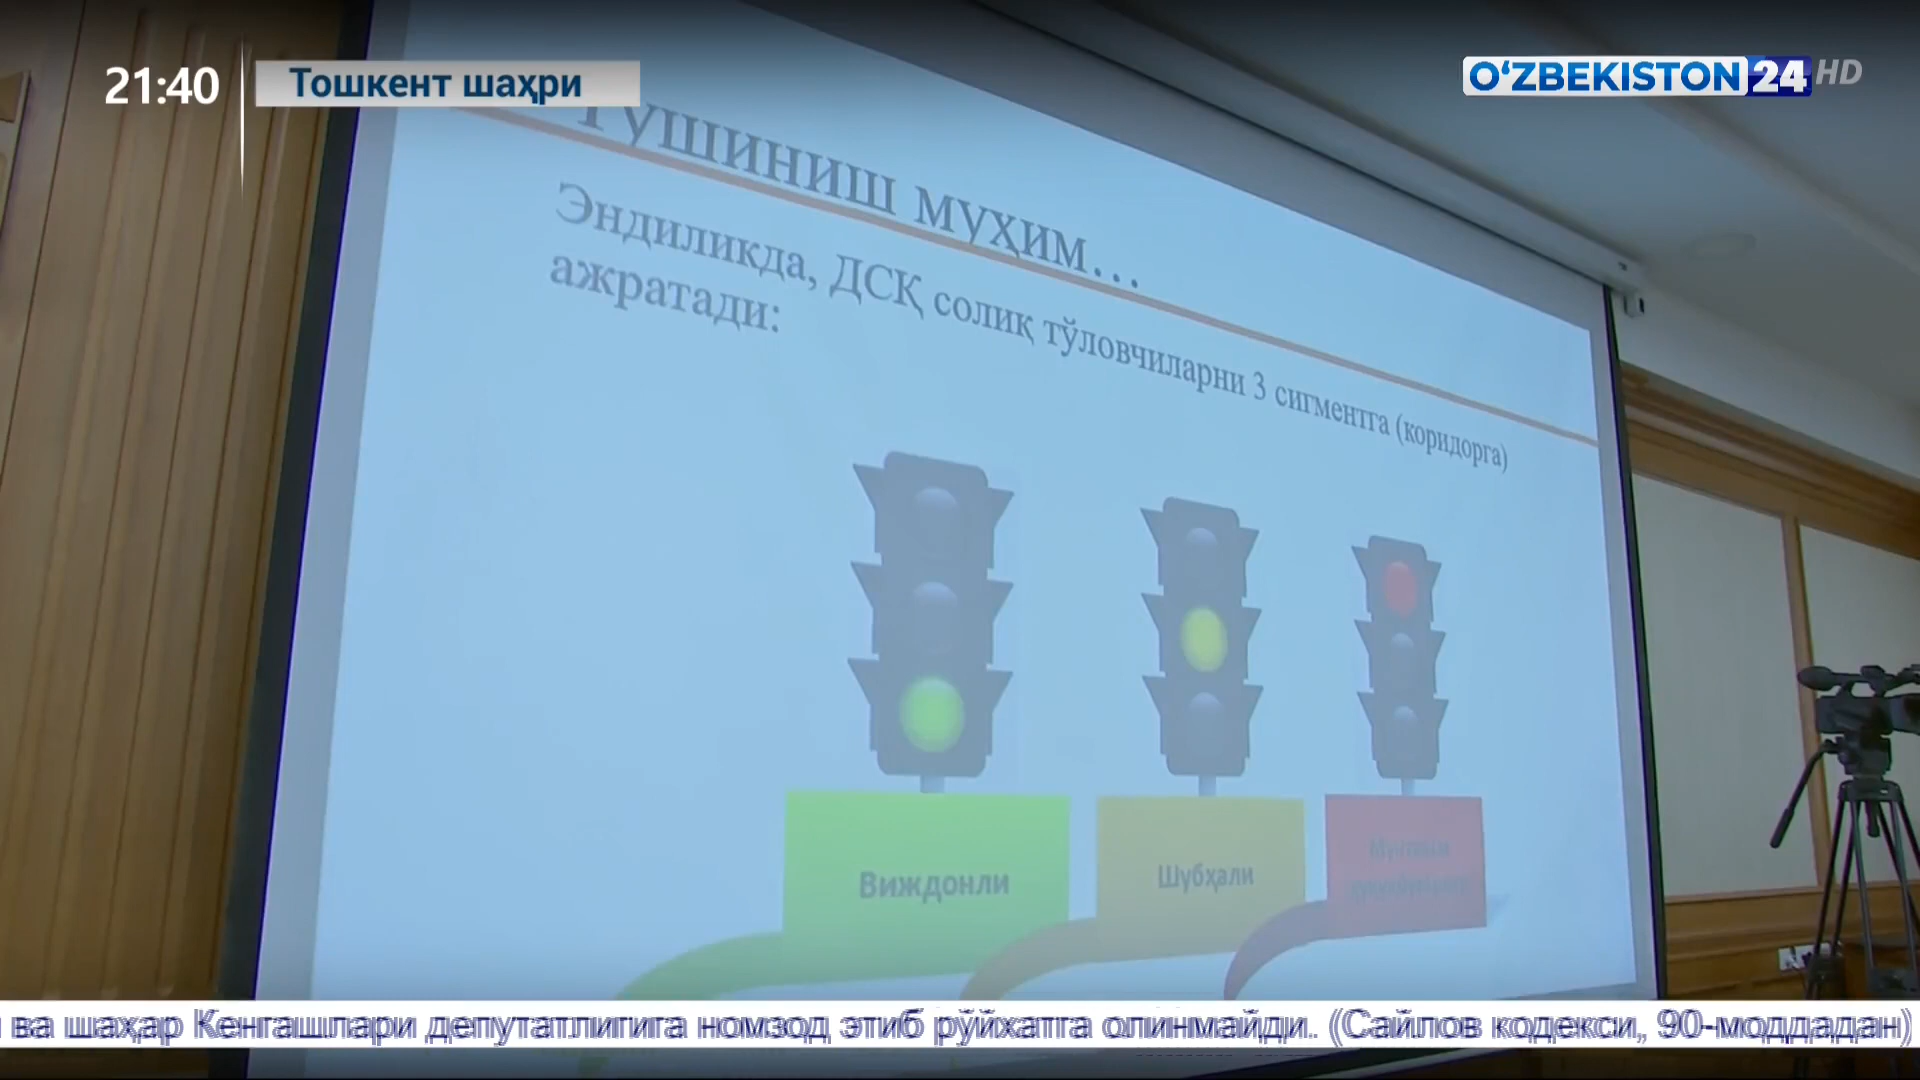 21:40
Тошкент шаҳри
O‘ZBEKISTON 24 HD
Тушиниш муҳим...
Эндиликда, ДСҚ солиқ тўловчиларни 3 сигментга (коридорга)
ажратади:
Виждонли
Шубҳали
ва шаҳар Кенгашлари депутатлигига номзод этиб рўйхатга олинмайди. (Сайлов кодекси, 90-моддадан)